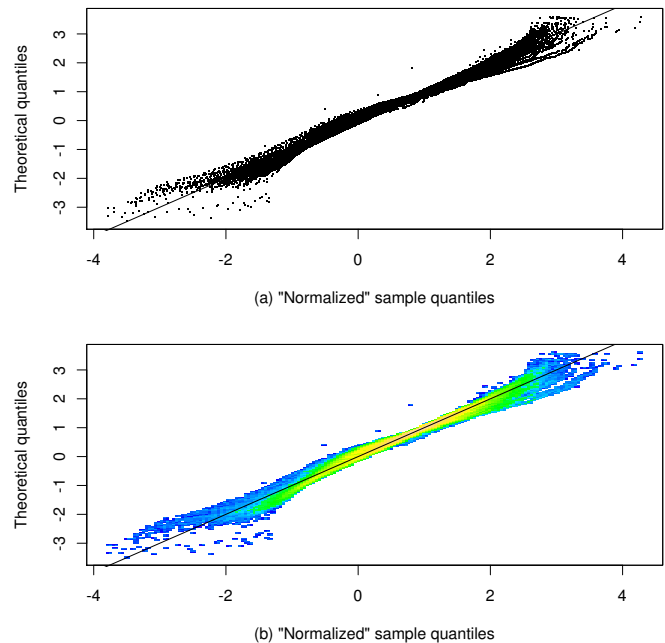 3
2
1
0
-1
-2
-3
Theoretical quantiles
-4 -2 0 2 4
(a) "Normalized" sample quantiles
3
2
1
0
-1
-2
-3
Theoretical quantiles
-4 -2 0 2 4
(b) "Normalized" sample quantiles